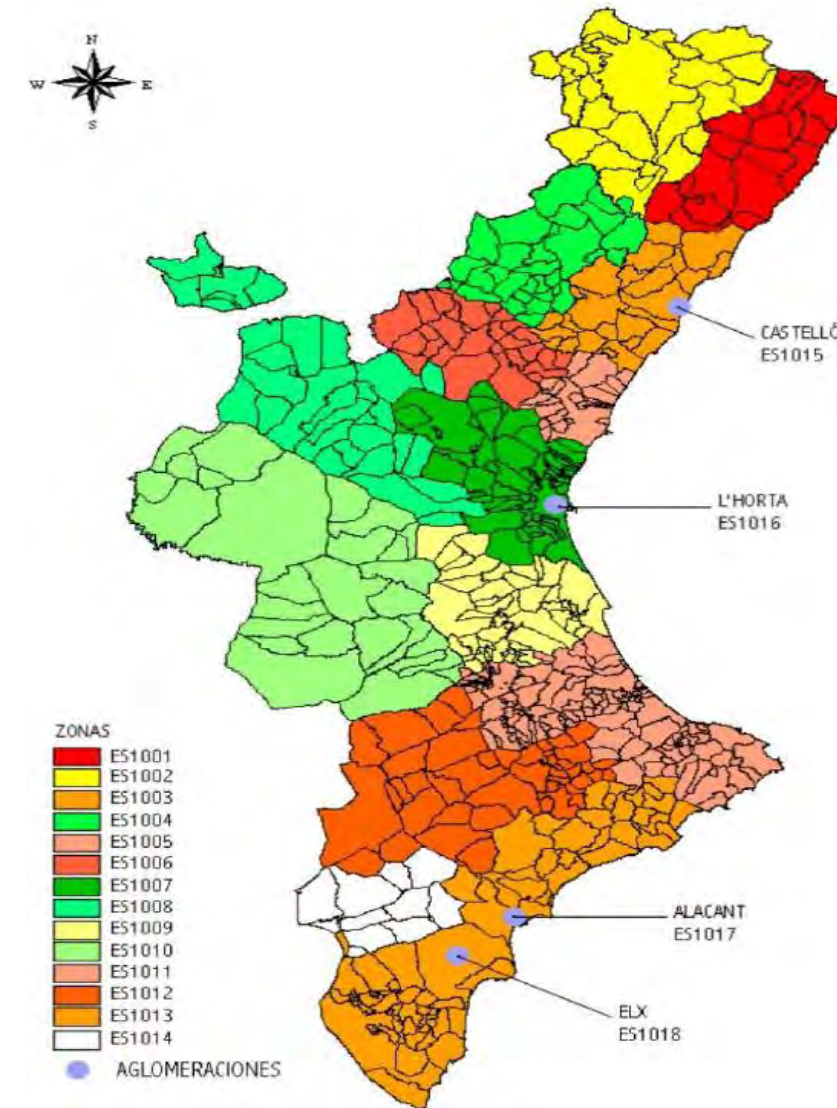 N
W E
S
CASTELLÓ
ES1015
L'HORTA
ES1016
ALACANT
ES1017
ELX
ES1018
ZONAS
ES1001
ES1002
ES1003
ES1004
ES1005
ES1006
ES1007
ES1008
ES1009
ES1010
ES1011
ES1012
ES1013
ES1014
AGLOMERACIONES